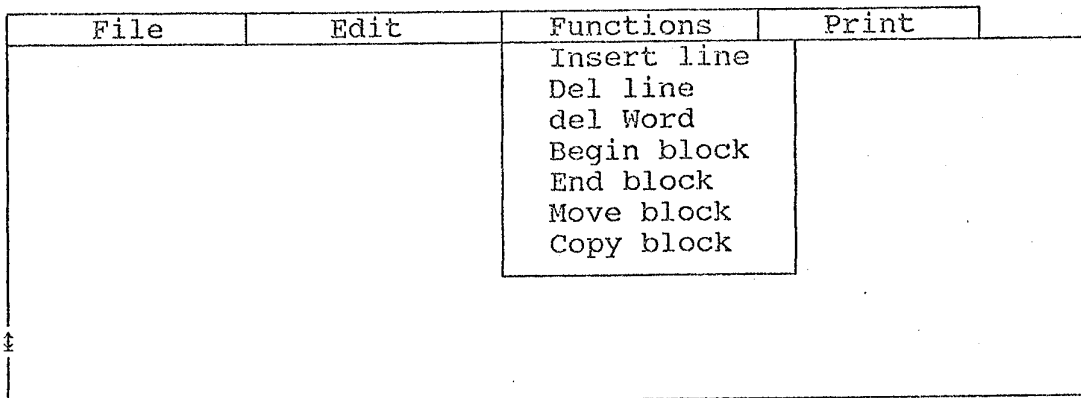 File Edit Functions Print
Insert line
Del line
del Word
Begin block
End block
Move block
Copy block